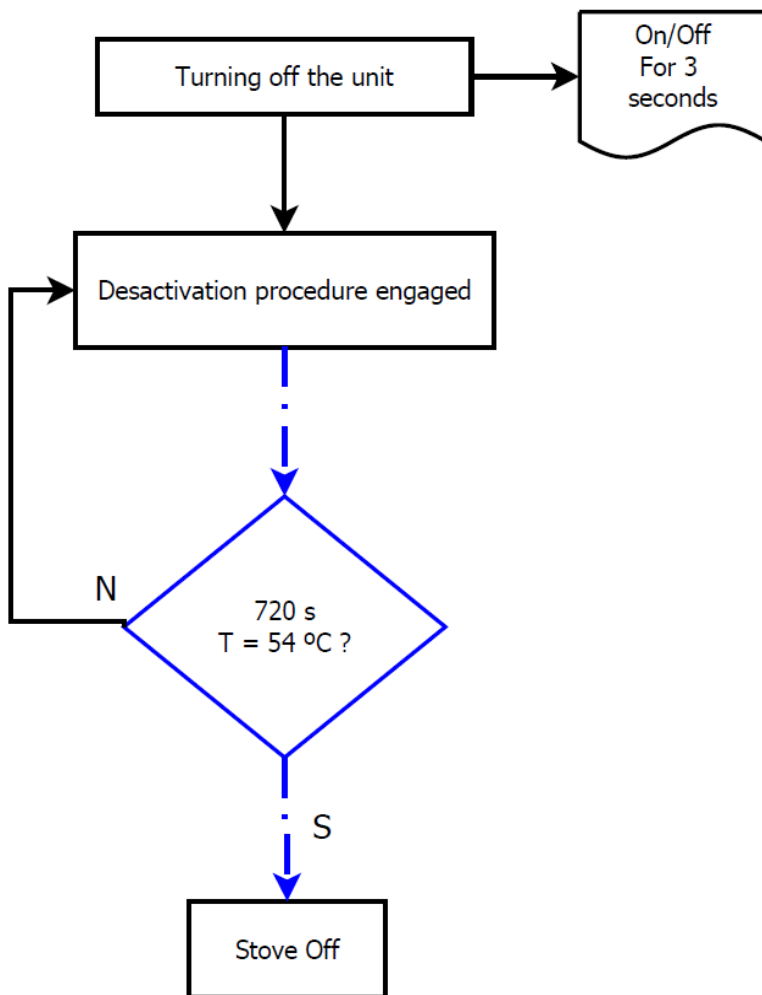 Turning off the unit
On/Off
For 3
seconds
Desactivation procedure engaged
N
720 s
T = 54 ºC ?
S
Stove Off